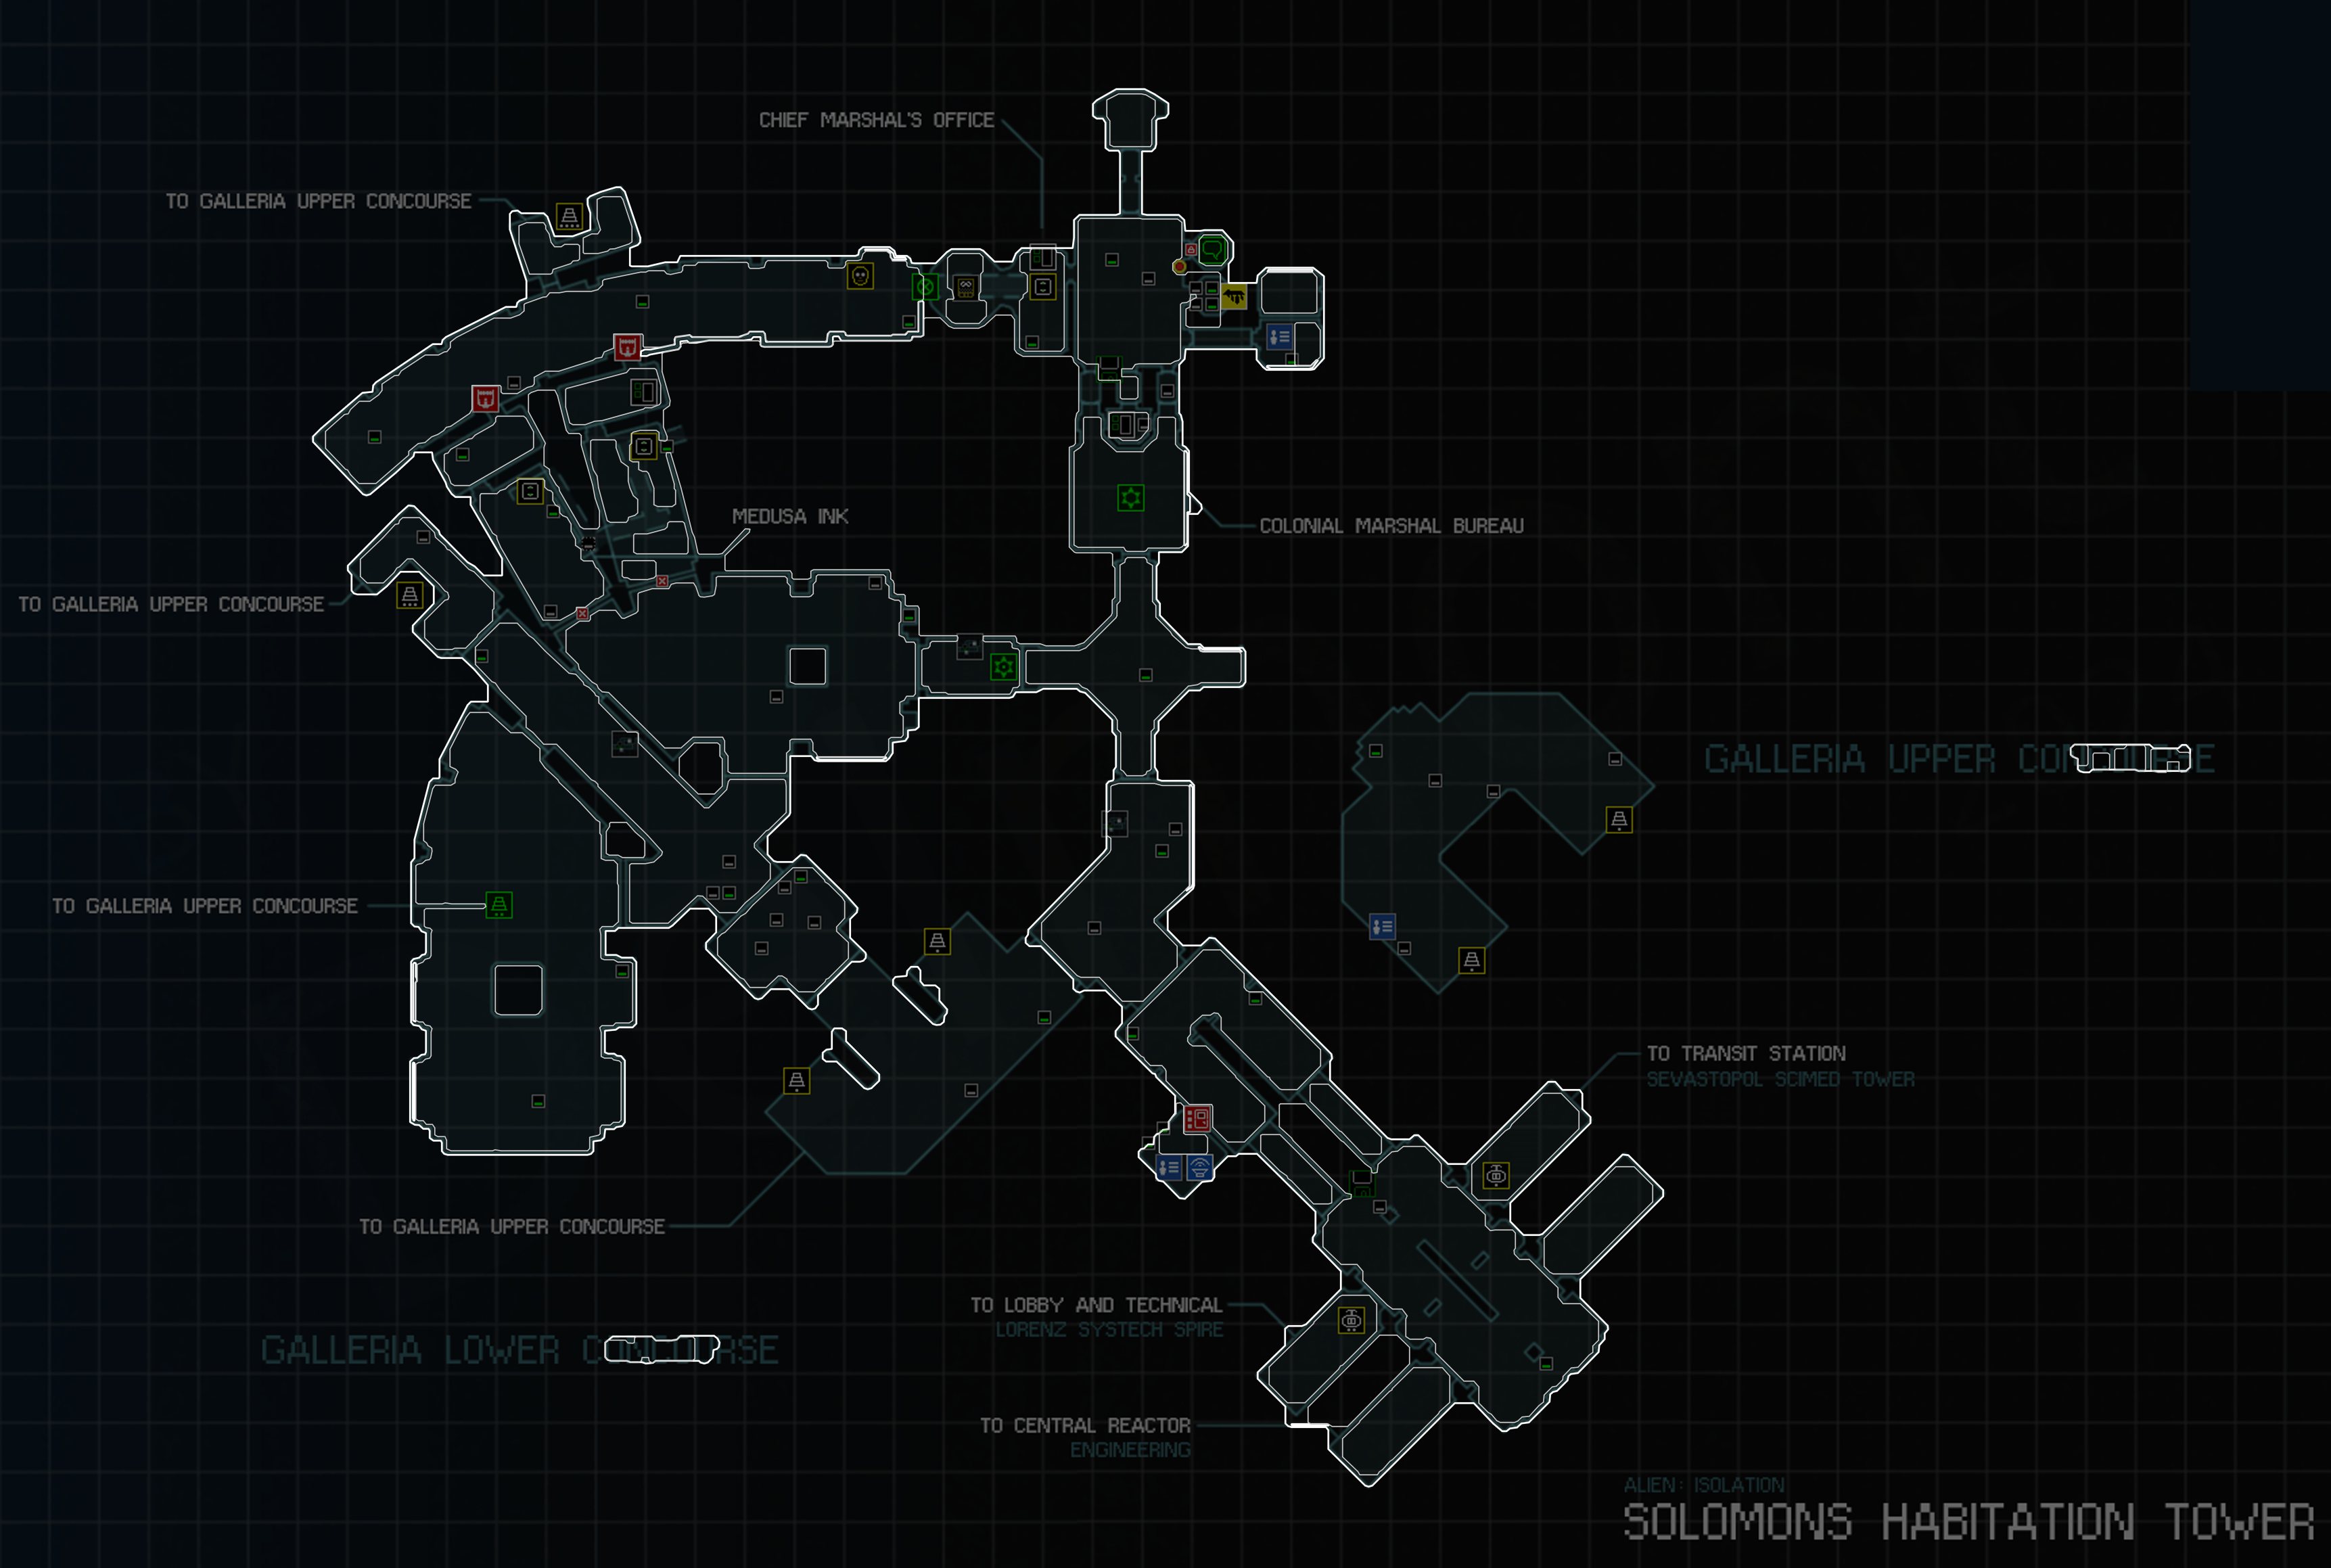 CHIEF MARSHAL'S OFFICE
TO GALLERIA UPPER CONCOURSE
MEDUSA INK
COLONIAL MARSHAL BUREAU
TO GALLERIA UPPER CONCOURSE
GALLERIA UPPER CONCOURSE
TO GALLERIA UPPER CONCOURSE
TO TRANSIT STATION
SEVASTOPOL SCIMED TOWER
TO GALLERIA UPPER CONCOURSE
TO LOBBY AND TECHNICAL
LORENZ SYSTECH SPIRE
GALLERIA LOWER CONCOURSE
TO CENTRAL REACTOR
ENGINEERING
ALIEN: ISOLATION
SOLOMONS HABITATION TOWER